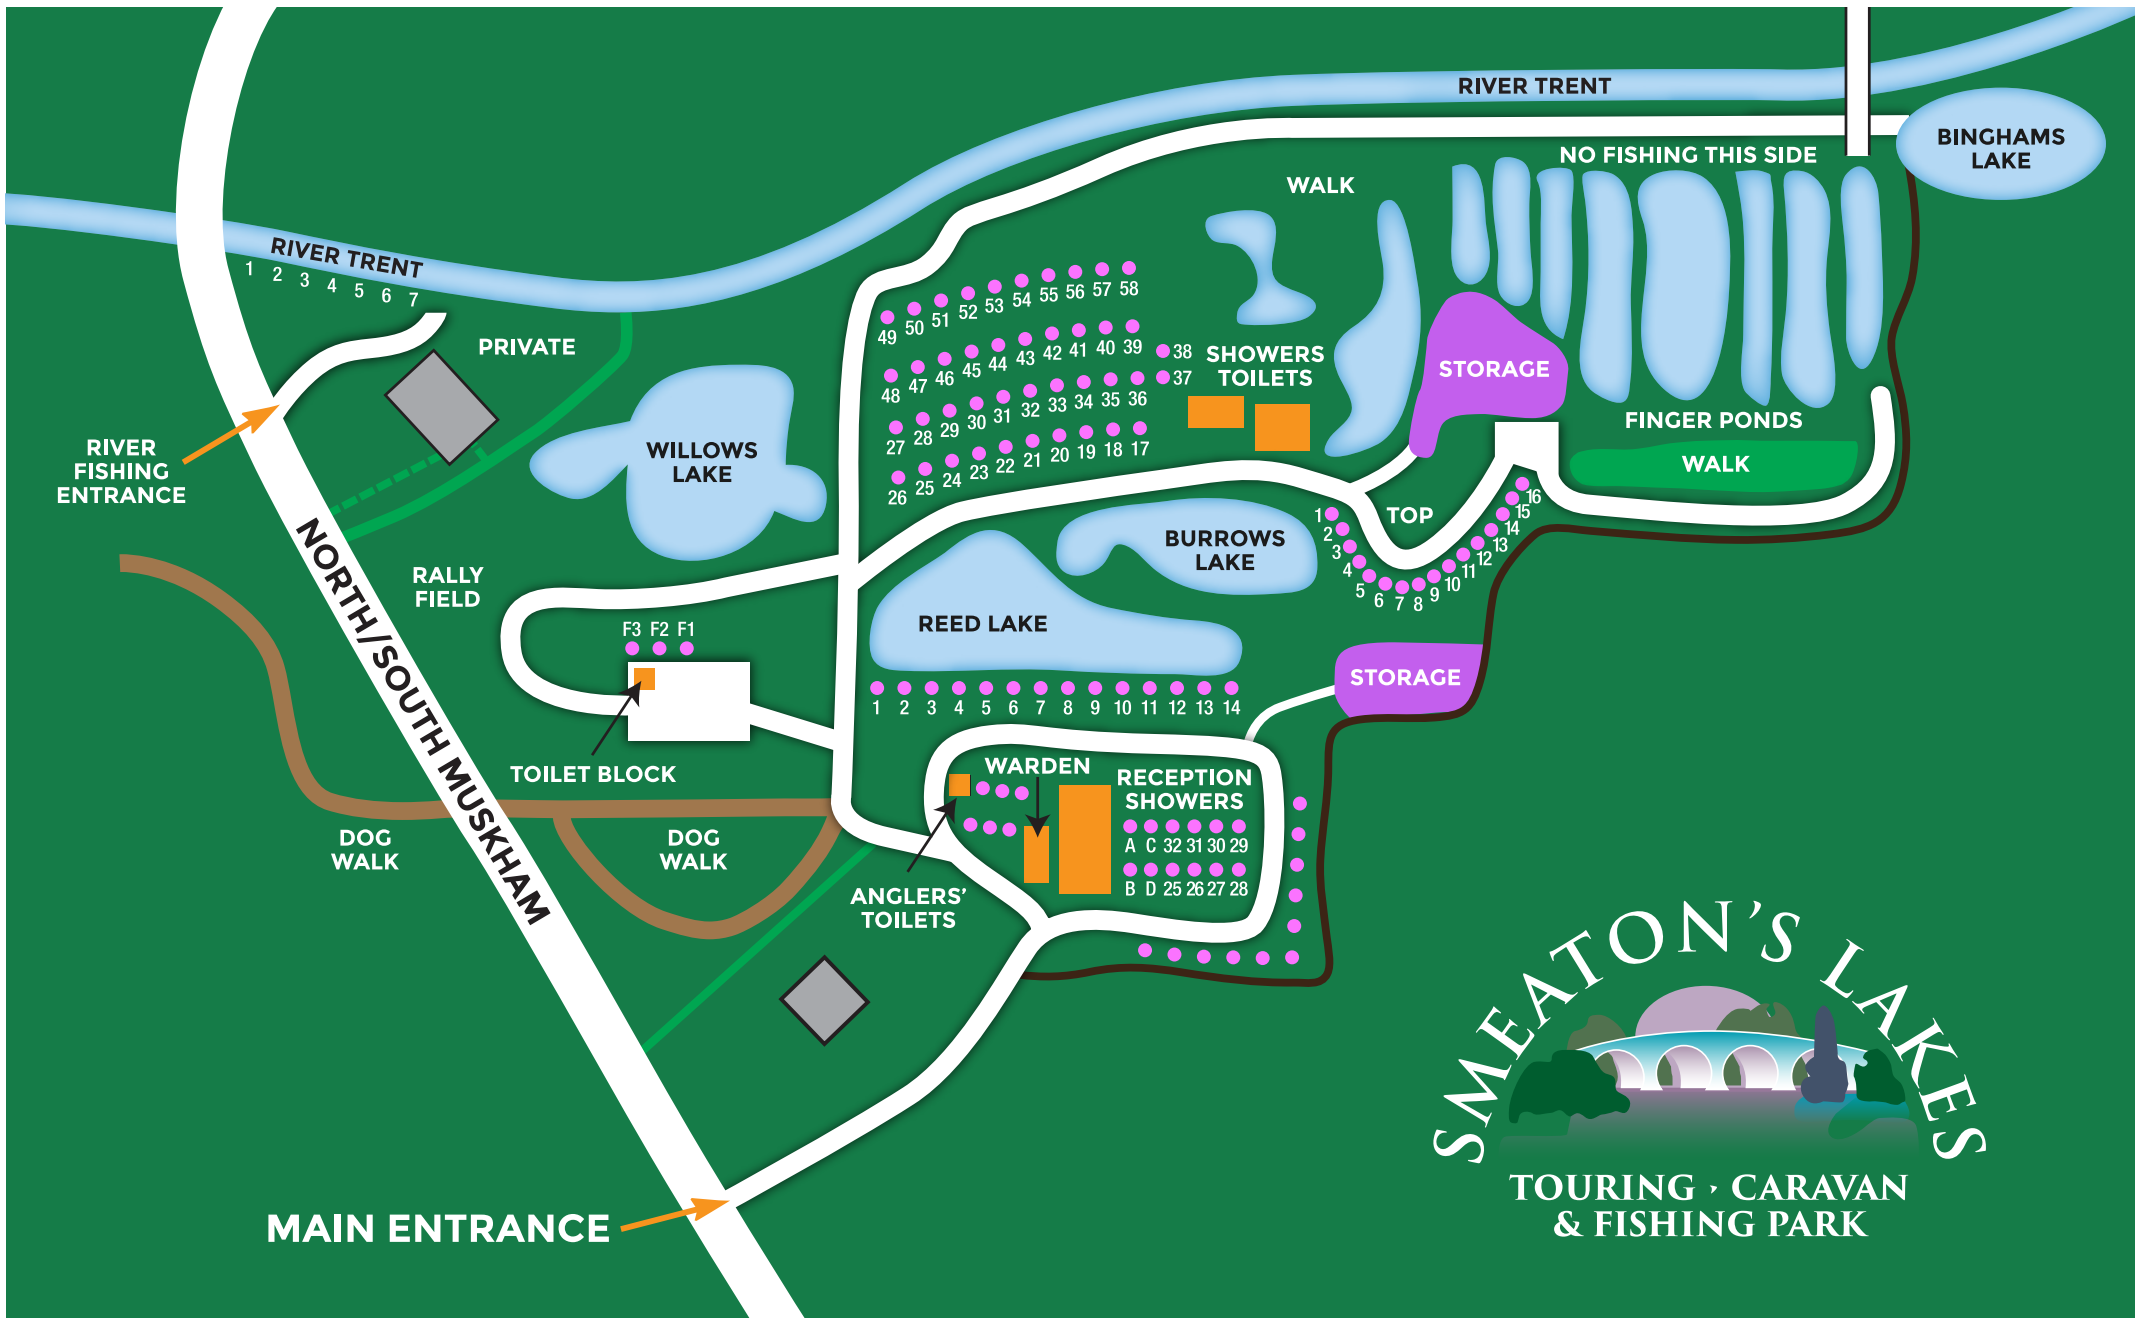 RIVER TRENT
BINGHAMS
LAKE
NO FISHING THIS SIDE
WALK
RIVER TRENT
1 2 3 4 5 6 7
PRIVATE
49 50 51 52 53 54 55 56 57 58
48 47 46 45 44 43 42 41 40 39
38
37
27 28 29 30 31 32 33 34 35 36
26 25 24 23 22 21 20 19 18 17
SHOWERS
TOILETS
STORAGE
FINGER PONDS
WALK
RIVER
FISHING
ENTRANCE
WILLOWS
LAKE
NORTH/SOUTH MUSKHAM
TOP
1 2 3 4 5 6 7 8 9 10 11 12 13 14 15 16
BURROWS
LAKE
RALLY
FIELD
REED LAKE
F3 F2 F1
STORAGE
1 2 3 4 5 6 7 8 9 10 11 12 13 14
TOILET BLOCK
WARDEN
RECEPTION
SHOWERS
A C 32 31 30 29
B D 25 26 27 28
DOG
WALK
DOG
WALK
ANGLERS’
TOILETS
MAIN ENTRANCE
SMEATON’S LAKES
TOURING · CARAVAN
& FISHING PARK